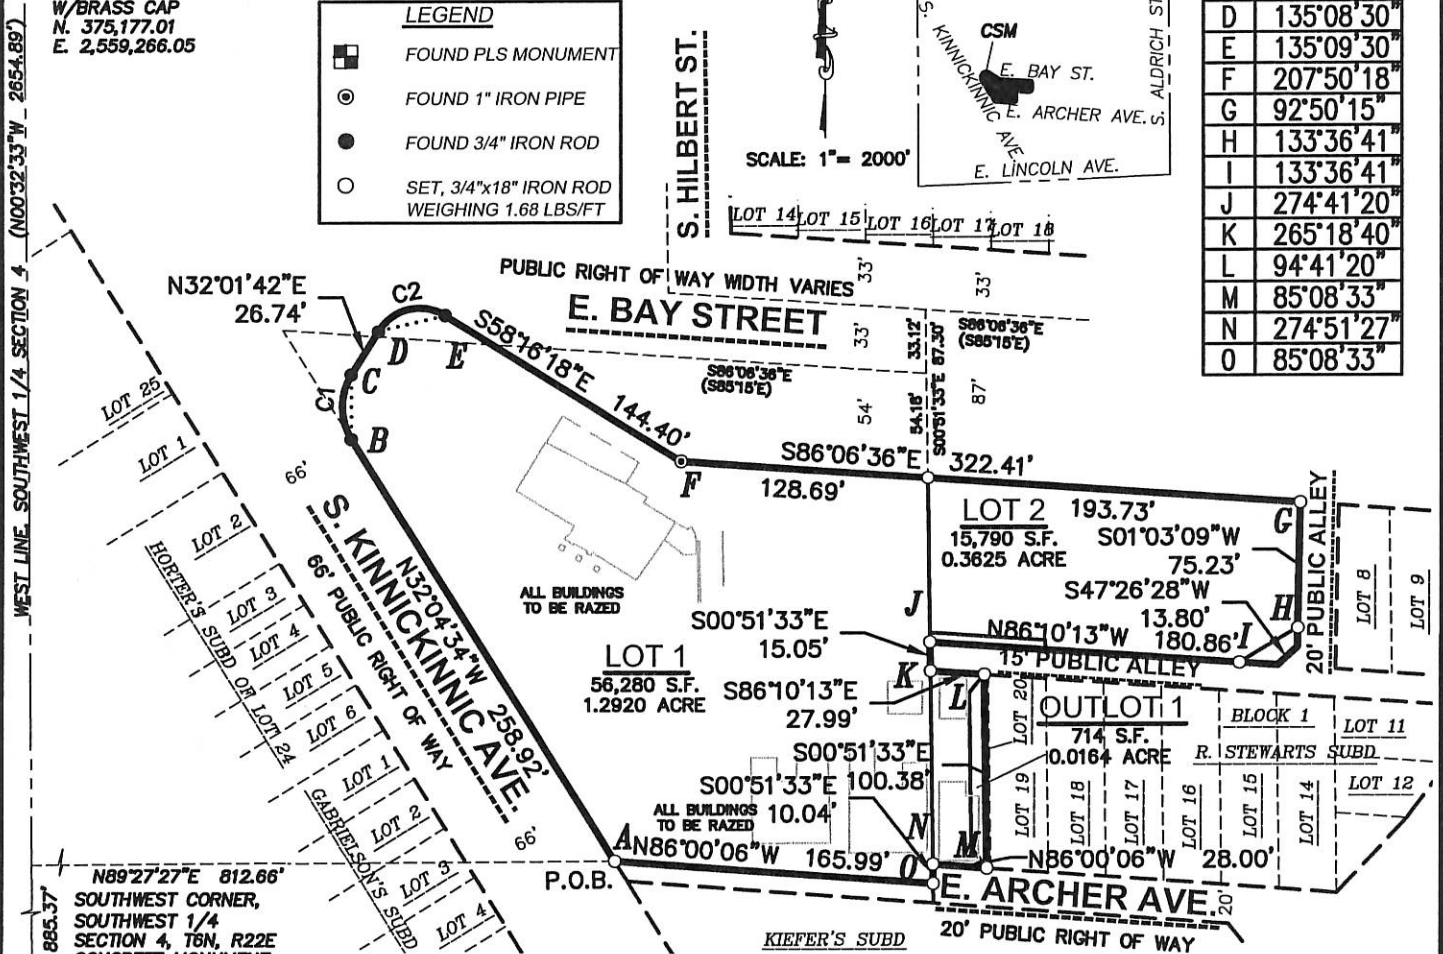 W/BRASS CAP
N. 375,177.01
E. 2,559,266.05
WEST LINE, SOUTHWEST 1/4 SECTION 4 (N00°32'33"W 2654.89')
LEGEND
FOUND PLS MONUMENT
FOUND 1" IRON PIPE
FOUND 3/4" IRON ROD
SET, 3/4"x18" IRON ROD
WEIGHING 1.68 LBS/FT
S. HILBERT ST.
SCALE: 1"= 2000'
S. KINNICKINNIC AVE.
CSM
E. BAY ST.
E. ARCHER AVE.
S. ALDRICH ST
E. LINCOLN AVE.
D 135°08'30"
E 135°09'30"
F 207°50'18"
G 92°50'15"
H 133°36'41"
I 133°36'41"
J 274°41'20"
K 265°18'40"
L 94°41'20"
M 85°08'33"
N 274°51'27"
O 85°08'33"
LOT 14
LOT 15
LOT 16
LOT 17
LOT 18
PUBLIC RIGHT OF WAY WIDTH VARIES
E. BAY STREET
33'
33'
33'
33.12'
S86°06'36"E
(S85°15'E)
S86°06'36"E
(S85°15'E)
54'
54.18'
S00°51'33"E 87.30'
87'
N32°01'42"E
26.74'
C2
D
E
C
C1
B
S58°16'18"E
144.40'
F
S86°06'36"E 322.41'
128.69'
193.73'
LOT 2
15,790 S.F.
0.3625 ACRE
G
S01°03'09"W
75.23'
S47°26'28"W
13.80'
H
I
20' PUBLIC ALLEY
LOT 8
LOT 9
J
N86°10'13"W
180.86'
15' PUBLIC ALLEY
S00°51'33"E
15.05'
K
S86°10'13"E
27.99'
L
LOT 1
56,280 S.F.
1.2920 ACRE
ALL BUILDINGS
TO BE RAZED
OUTLOT 1
714 S.F.
0.0164 ACRE
LOT 20
LOT 19
LOT 18
LOT 17
LOT 16
LOT 15
LOT 14
BLOCK 1
R. STEWARTS SUBD
LOT 11
LOT 12
S00°51'33"E
100.38'
S00°51'33"E
10.04'
ALL BUILDINGS
TO BE RAZED
N
M
O
A
N86°00'06"W 165.99'
N86°00'06"W 28.00'
P.O.B.
E. ARCHER AVE.
20'
20' PUBLIC RIGHT OF WAY
KIEFER'S SUBD
LOT 25
LOT 1
LOT 2
LOT 3
LOT 4
LOT 5
LOT 6
HORTER'S SUBD OF LOT 24
LOT 1
LOT 2
LOT 3
LOT 4
GABRIELSON'S SUBD
66'
S. KINNICKINNIC AVE.
66' PUBLIC RIGHT OF WAY
N32°04'34"W 258.92'
66'
N89°27'27"E 812.66'
885.37'
SOUTHWEST CORNER,
SOUTHWEST 1/4
SECTION 4, T6N, R22E